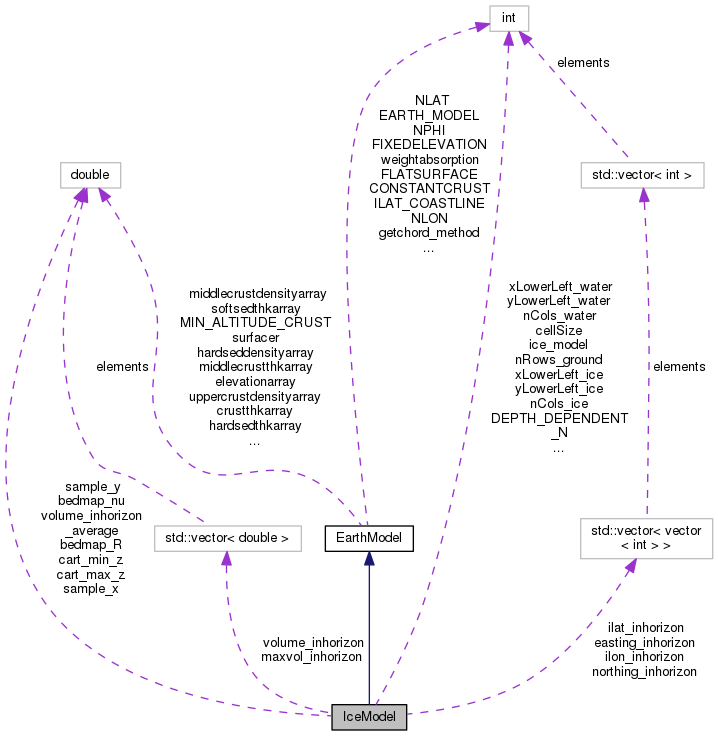 int
elements
NLAT
EARTH_MODEL
NPHI
FIXEDELEVATION
weightabsorption
FLATSURFACE
CONSTANTCRUST
ILAT_COASTLINE
NLON
getchord_method
...
double
std::vector< int >
middlecrustdensityarray
softsedthkarray
MIN_ALTITUDE_CRUST
surfacer
hardseddensityarray
middlecrustthkarray
elevationarray
uppercrustdensityarray
crustthkarray
hardsedthkarray
...
xLowerLeft_water
yLowerLeft_water
nCols_water
cellSize
ice_model
nRows_ground
xLowerLeft_ice
yLowerLeft_ice
nCols_ice
DEPTH_DEPENDENT
_N
...
elements
elements
sample_y
bedmap_nu
volume_inhorizon
_average
bedmap_R
cart_min_z
cart_max_z
sample_x
std::vector< double >
EarthModel
std::vector< vector
< int > >
volume_inhorizon
maxvol_inhorizon
ilat_inhorizon
easting_inhorizon
ilon_inhorizon
northing_inhorizon
IceModel